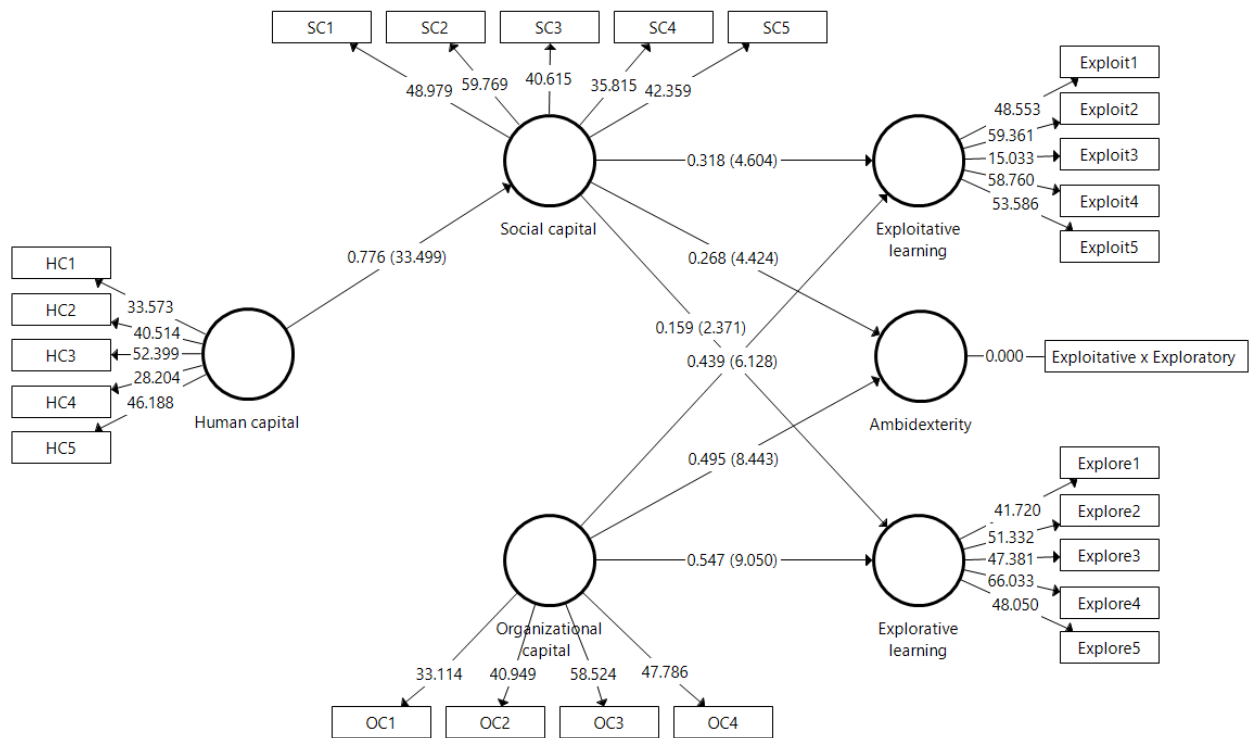 SC1
SC2
SC3
SC4
SC5
48.979
59.769
40.615
35.815
42.359
Social capital
Exploit1
Exploit2
Exploit3
Exploit4
Exploit5
48.553
59.361
15.033
58.760
53.586
Exploitative
learning
0.318 (4.604)
0.776 (33.499)
0.268 (4.424)
0.159 (2.371)
0.439 (6.128)
HC1
HC2
HC3
HC4
HC5
33.573
40.514
52.399
28.204
46.188
Human capital
0.000
Exploitative x Exploratory
Ambidexterity
0.495 (8.443)
0.547 (9.050)
Explore1
Explore2
Explore3
Explore4
Explore5
41.720
51.332
47.381
66.033
48.050
Explorative
learning
Organizational
capital
33.114
40.949
58.524
47.786
OC1
OC2
OC3
OC4